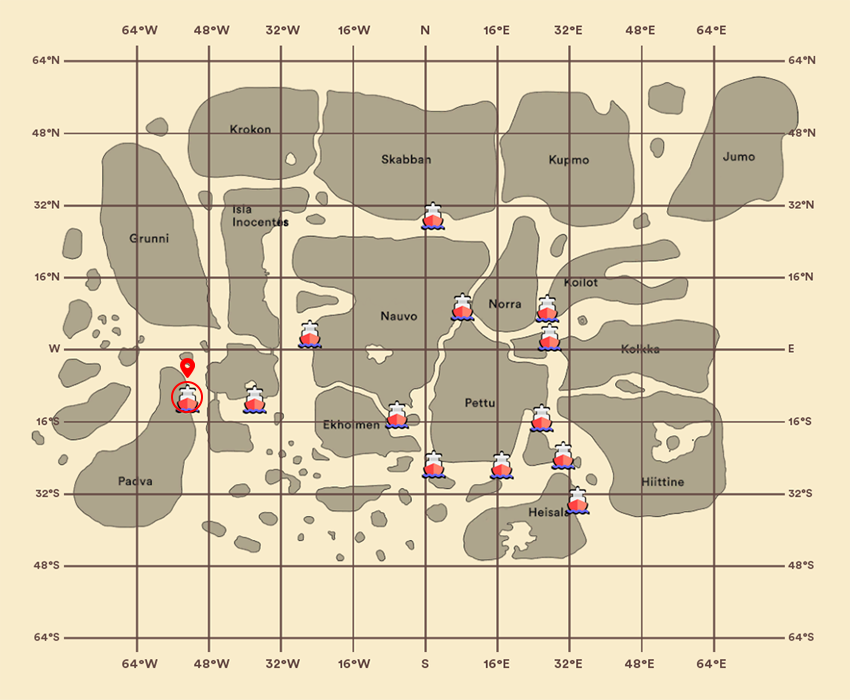 64°W 48°W 32°W 16°W N 16°E 32°E 48°E 64°E
64°N 64°N
48°N Krokon 48°N
Skabban Kupmo Jumo
32°N 32°N
Isla
Inocentes
Grunni
16°N Koilot 16°N
Norra
Nauvo
W Kolkka E
Pettu
16°S Ekholmen 16°S
Padva Hiittine
32°S 32°S
Heisala
48°S 48°S
64°S 64°S
64°W 48°W 32°W 16°W S 16°E 32°E 48°E 64°E